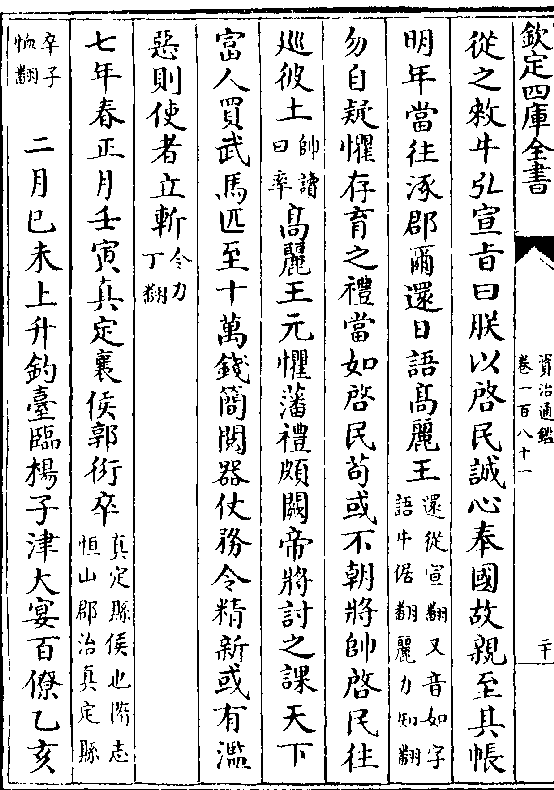 欽定四庫全書
資治通鑑
卷一百八十一
二十
從之敕牛弘宣旨曰朕以啓民誠心奉國故親至其帳
明年當往涿郡爾還日語髙麗王還從宣翻又音如字語牛倨翻麗力知翻
勿自疑懼存育之禮當如啓民茍或不朝將帥啓民往
廵彼土帥讀曰率髙麗王元懼藩禮頗闕帝將討之課天下
富人買武馬匹至十萬錢簡閱器仗務令精新或有濫
惡則使者立斬令力丁翻
七年春正月壬寅真定襄侯郭衍卒真定縣侯也隋志恒山郡治真定縣
卒子恤翻 二月己未上升釣臺臨楊子津大宴百僚乙亥